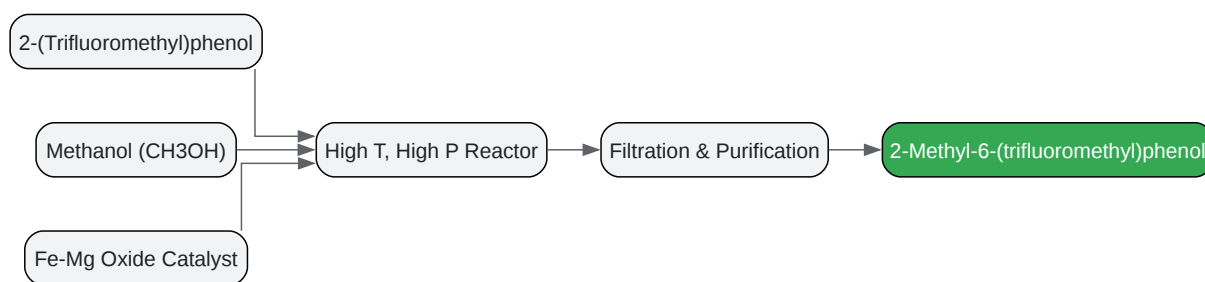 2-(Trifluoromethyl)phenol
Methanol (CH3OH)
High T, High P Reactor
Filtration & Purification
2-Methyl-6-(trifluoromethyl)phenol
Fe-Mg Oxide Catalyst